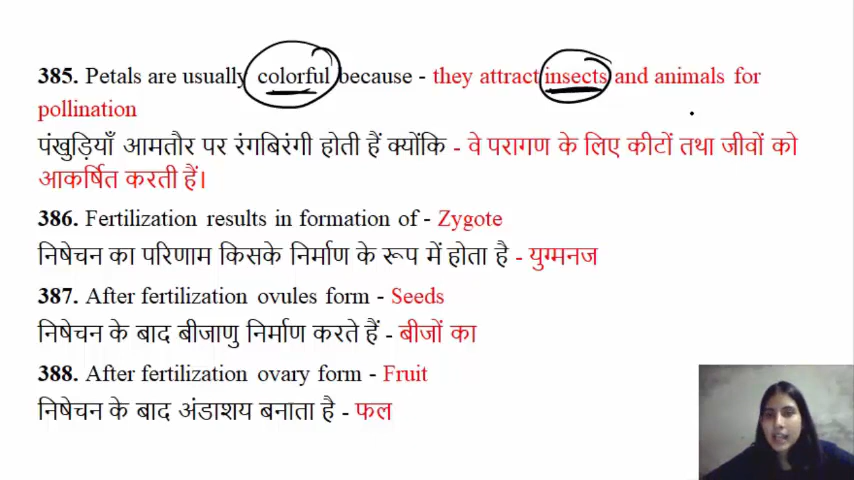 385. Petals are usually colorful because - they attract insects and animals for
pollination
पंखुड़ियाँ आमतौर पर रंगबिरंगी होती हैं क्योंकि - वे परागण के लिए कीटों तथा जीवों को
आकर्षित करती हैं।
386. Fertilization results in formation of - Zygote
निषेचन का परिणाम किसके निर्माण के रूप में होता है - युग्मनज
387. After fertilization ovules form - Seeds
निषेचन के बाद बीजाणु निर्माण करते हैं - बीजों का
388. After fertilization ovary form - Fruit
निषेचन के बाद अंडाशय बनाता है - फल